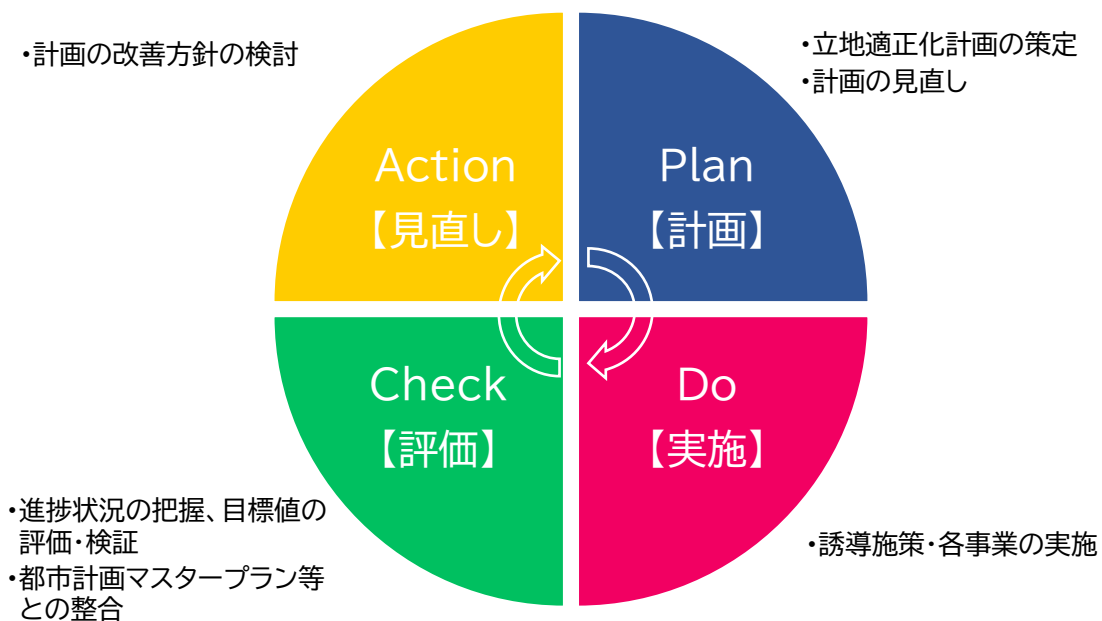 ・計画の改善方針の検討
・立地適正化計画の策定
・計画の見直し
Action
【見直し】
Plan
【計画】
Check
【評価】
Do
【実施】
・進捗状況の把握、目標値の
評価・検証
・都市計画マスタープラン等
との整合
・誘導施策・各事業の実施